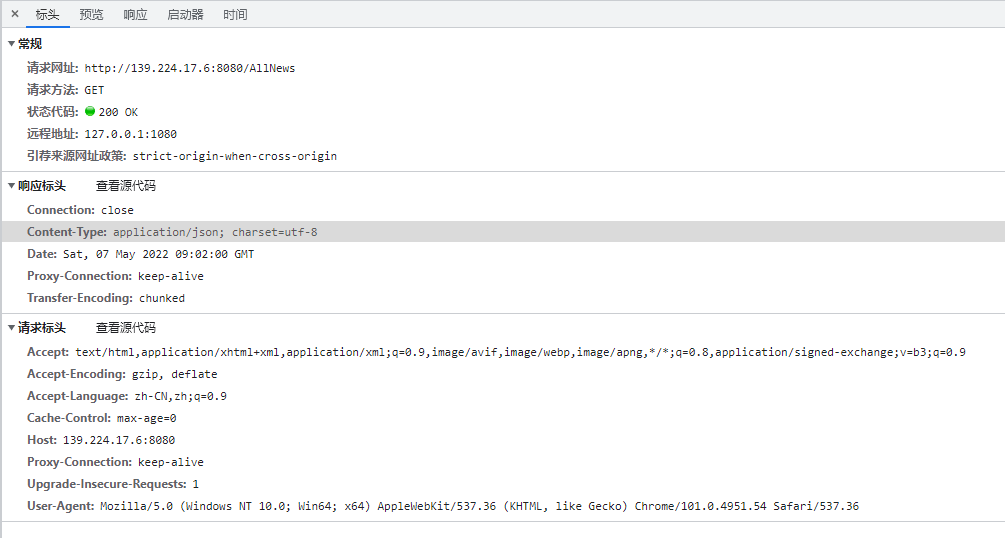 × 标头 预览 响应 启动器 时间
▼常规
请求网址: http://139.224.17.6:8080/AllNews
请求方法: GET
状态代码: 200 OK
远程地址: 127.0.0.1:1080
引荐来源网址政策: strict-origin-when-cross-origin
▼响应标头 查看源代码
Connection: close
Content-Type: application/json; charset=utf-8
Date: Sat, 07 May 2022 09:02:00 GMT
Proxy-Connection: keep-alive
Transfer-Encoding: chunked
▼请求标头 查看源代码
Accept: text/html,application/xhtml+xml,application/xml;q=0.9,image/avif,image/webp,image/apng,*/*;q=0.8,application/signed-exchange;v=b3;q=0.9
Accept-Encoding: gzip, deflate
Accept-Language: zh-CN,zh;q=0.9
Cache-Control: max-age=0
Host: 139.224.17.6:8080
Proxy-Connection: keep-alive
Upgrade-Insecure-Requests: 1
User-Agent: Mozilla/5.0 (Windows NT 10.0; Win64; x64) AppleWebKit/537.36 (KHTML, like Gecko) Chrome/101.0.4951.54 Safari/537.36